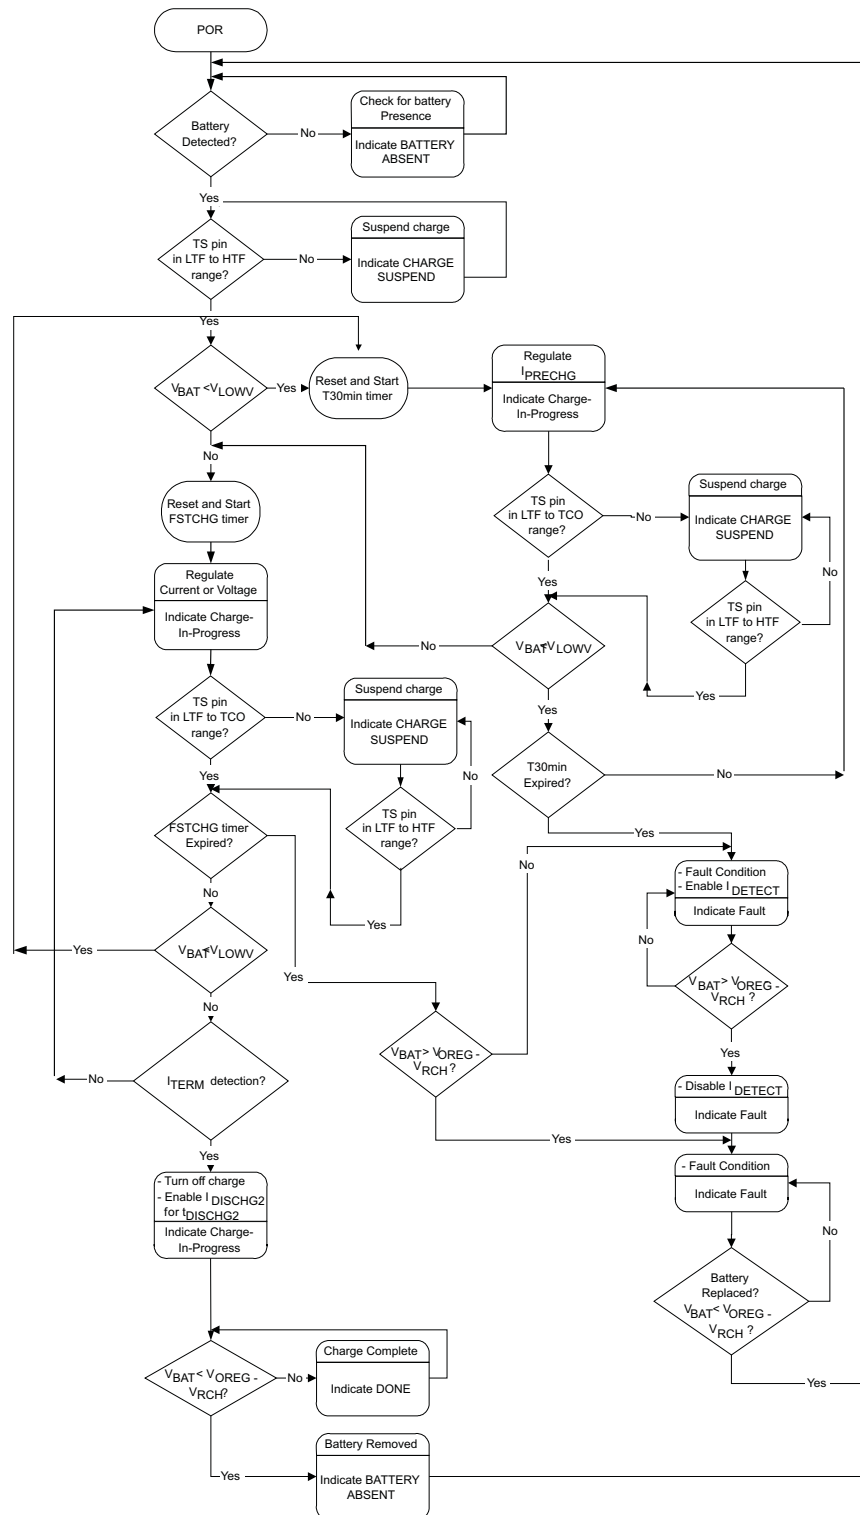 POR
Battery
Detected?
No
Check for battery
Presence
Indicate BATTERY
ABSENT
Yes
TS pin
in LTF to HTF
range?
No
Suspend charge
Indicate CHARGE
SUSPEND
Yes
VBAT <VLOWV
Yes
Reset and Start
T30min timer
Regulate
IPRECHG
Indicate Charge-
In-Progress
No
Reset and Start
FSTCHG timer
TS pin
in LTF to TCO
range?
No
Suspend charge
Indicate CHARGE
SUSPEND
No
TS pin
in LTF to HTF
range?
Yes
Yes
Regulate
Current or Voltage
Indicate Charge-
In-Progress
VBAT<VLOWV
No
Yes
TS pin
in LTF to TCO
range?
No
Suspend charge
Indicate CHARGE
SUSPEND
No
TS pin
in LTF to HTF
range?
Yes
Yes
T30min
Expired?
No
Yes
FSTCHG timer
Expired?
No
Yes
No
- Fault Condition
- Enable IDETECT
Indicate Fault
No
VBAT> VOREG -
VRCH ?
Yes
VBAT<VLOWV
Yes
No
VBAT> VOREG -
VRCH ?
Yes
- Disable IDETECT
Indicate Fault
ITERM detection?
No
Yes
- Fault Condition
Indicate Fault
No
Battery
Replaced?
VBAT< VOREG -
VRCH ?
Yes
- Turn off charge
- Enable IDISCHG2
for tDISCHG2
Indicate Charge-
In-Progress
VBAT< VOREG -
VRCH?
No
Charge Complete
Indicate DONE
Yes
Battery Removed
Indicate BATTERY
ABSENT